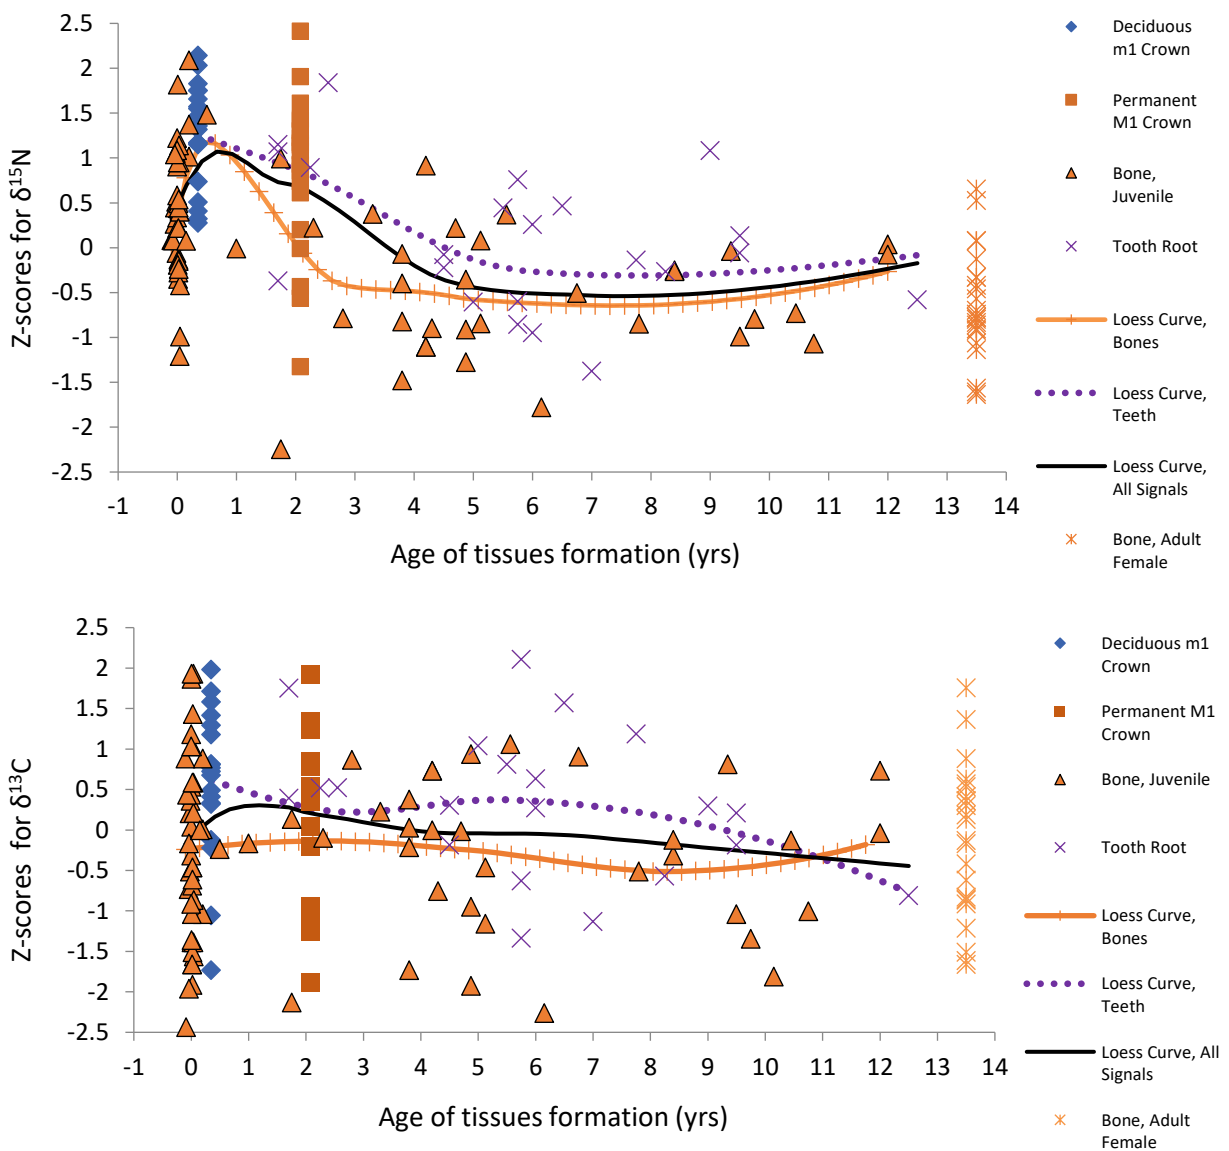 2.5
2
1.5
1
0.5
0
-0.5
-1
-1.5
-2
-2.5
Z-scores for δ¹⁵N
-1 0 1 2 3 4 5 6 7 8 9 10 11 12 13 14
Age of tissues formation (yrs)
Deciduous
m1 Crown
Permanent
M1 Crown
Bone,
Juvenile
Tooth Root
Loess Curve,
Bones
Loess Curve,
Teeth
Loess Curve,
All Signals
Bone, Adult
Female
2.5
2
1.5
1
0.5
0
-0.5
-1
-1.5
-2
-2.5
Z-scores for δ¹³C
-1 0 1 2 3 4 5 6 7 8 9 10 11 12 13 14
Age of tissues formation (yrs)
Deciduous m1
Crown
Permanent M1
Crown
Bone, Juvenile
Tooth Root
Loess Curve,
Bones
Loess Curve,
Teeth
Loess Curve, All
Signals
Bone, Adult
Female